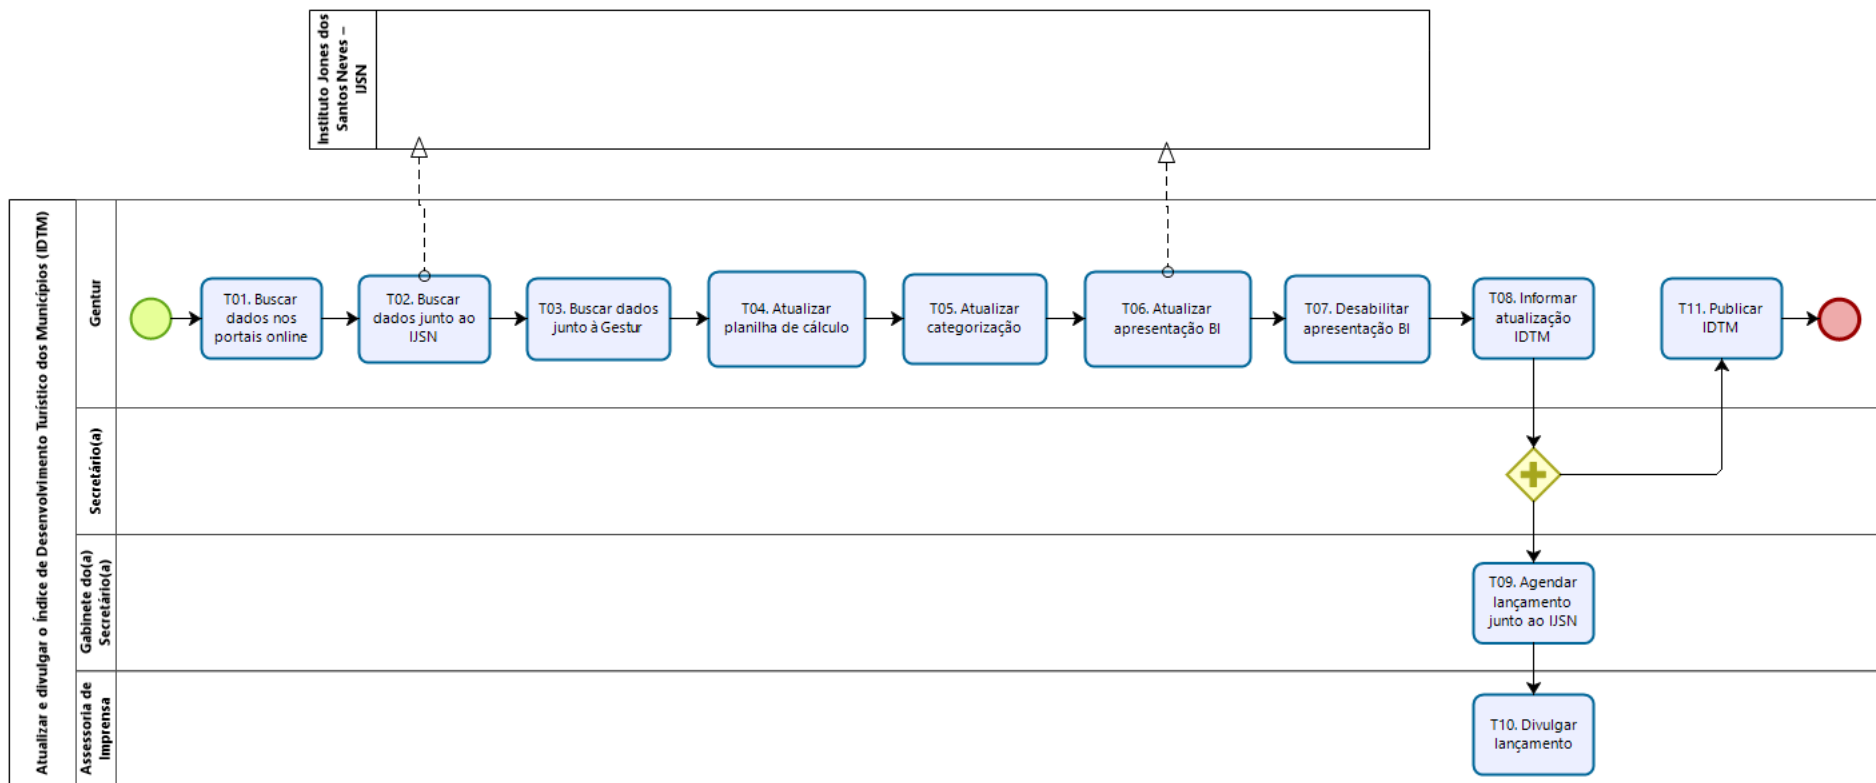 Instituto Jones dos
Santos Neves –
IJSN
Atualizar e divulgar o Índice de Desenvolvimento Turístico dos Municípios (IDTM)
Gentur
T01. Buscar
dados nos
portais online
T02. Buscar
dados junto ao
IJSN
T03. Buscar dados
junto à Gestur
T04. Atualizar
planilha de cálculo
T05. Atualizar
categorização
T06. Atualizar
apresentação BI
T07. Desabilitar
apresentação BI
T08. Informar
atualização
IDTM
T11. Publicar
IDTM
Secretário(a)
Gabinete do(a)
Secretário(a)
T09. Agendar
lançamento
junto ao IJSN
Assessoria de
Imprensa
T10. Divulgar
lançamento